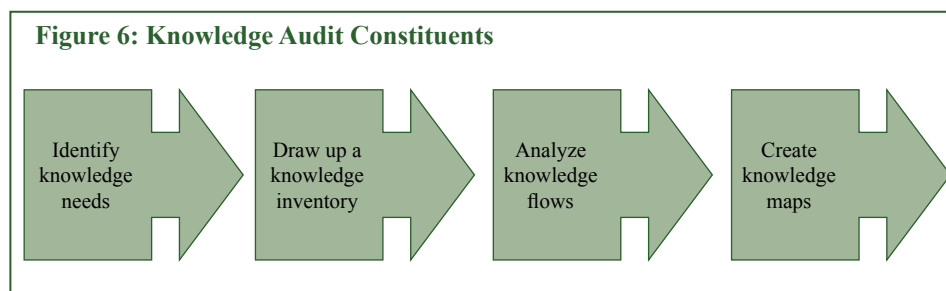 Figure 6: Knowledge Audit Constituents
Identify
knowledge
needs
Draw up a
knowledge
inventory
Analyze
knowledge
flows
Create
knowledge
maps